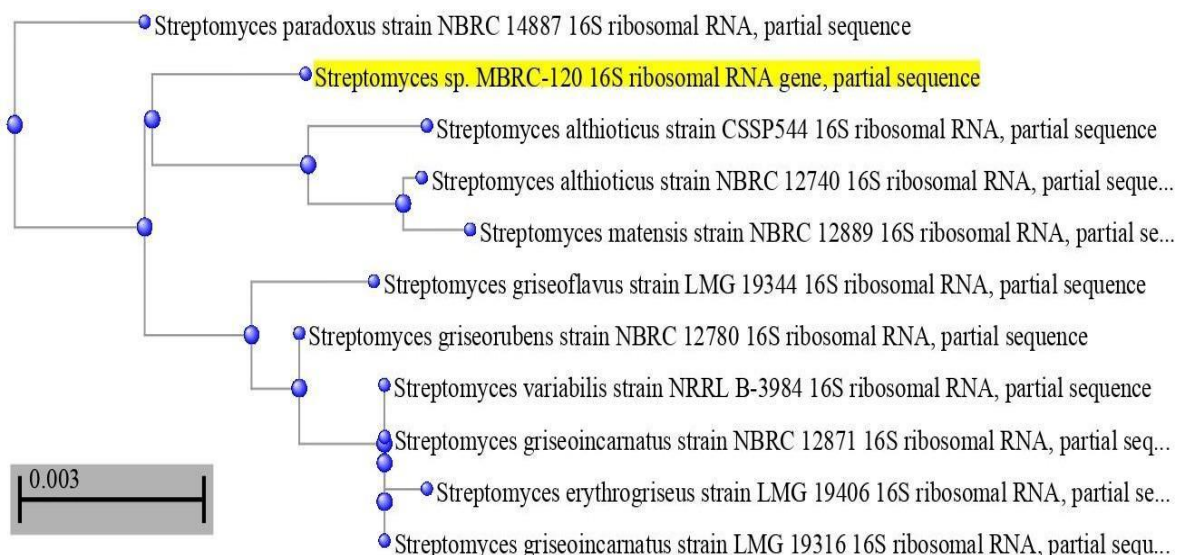 Streptomyces paradoxus strain NBRC 14887 16S ribosomal RNA, partial sequence
Streptomyces sp. MBRC-120 16S ribosomal RNA gene, partial sequence
Streptomyces althioticus strain CSSP544 16S ribosomal RNA, partial sequence
Streptomyces althioticus strain NBRC 12740 16S ribosomal RNA, partial seque...
Streptomyces matensis strain NBRC 12889 16S ribosomal RNA, partial se...
Streptomyces griseoflavus strain LMG 19344 16S ribosomal RNA, partial sequence
Streptomyces griseorubens strain NBRC 12780 16S ribosomal RNA, partial sequence
Streptomyces variabilis strain NRRL B-3984 16S ribosomal RNA, partial sequence
Streptomyces griseoincarnatus strain NBRC 12871 16S ribosomal RNA, partial seq...
0.003
Streptomyces erythrogriseus strain LMG 19406 16S ribosomal RNA, partial se...
Streptomyces griseoincarnatus strain LMG 19316 16S ribosomal RNA, partial sequ...